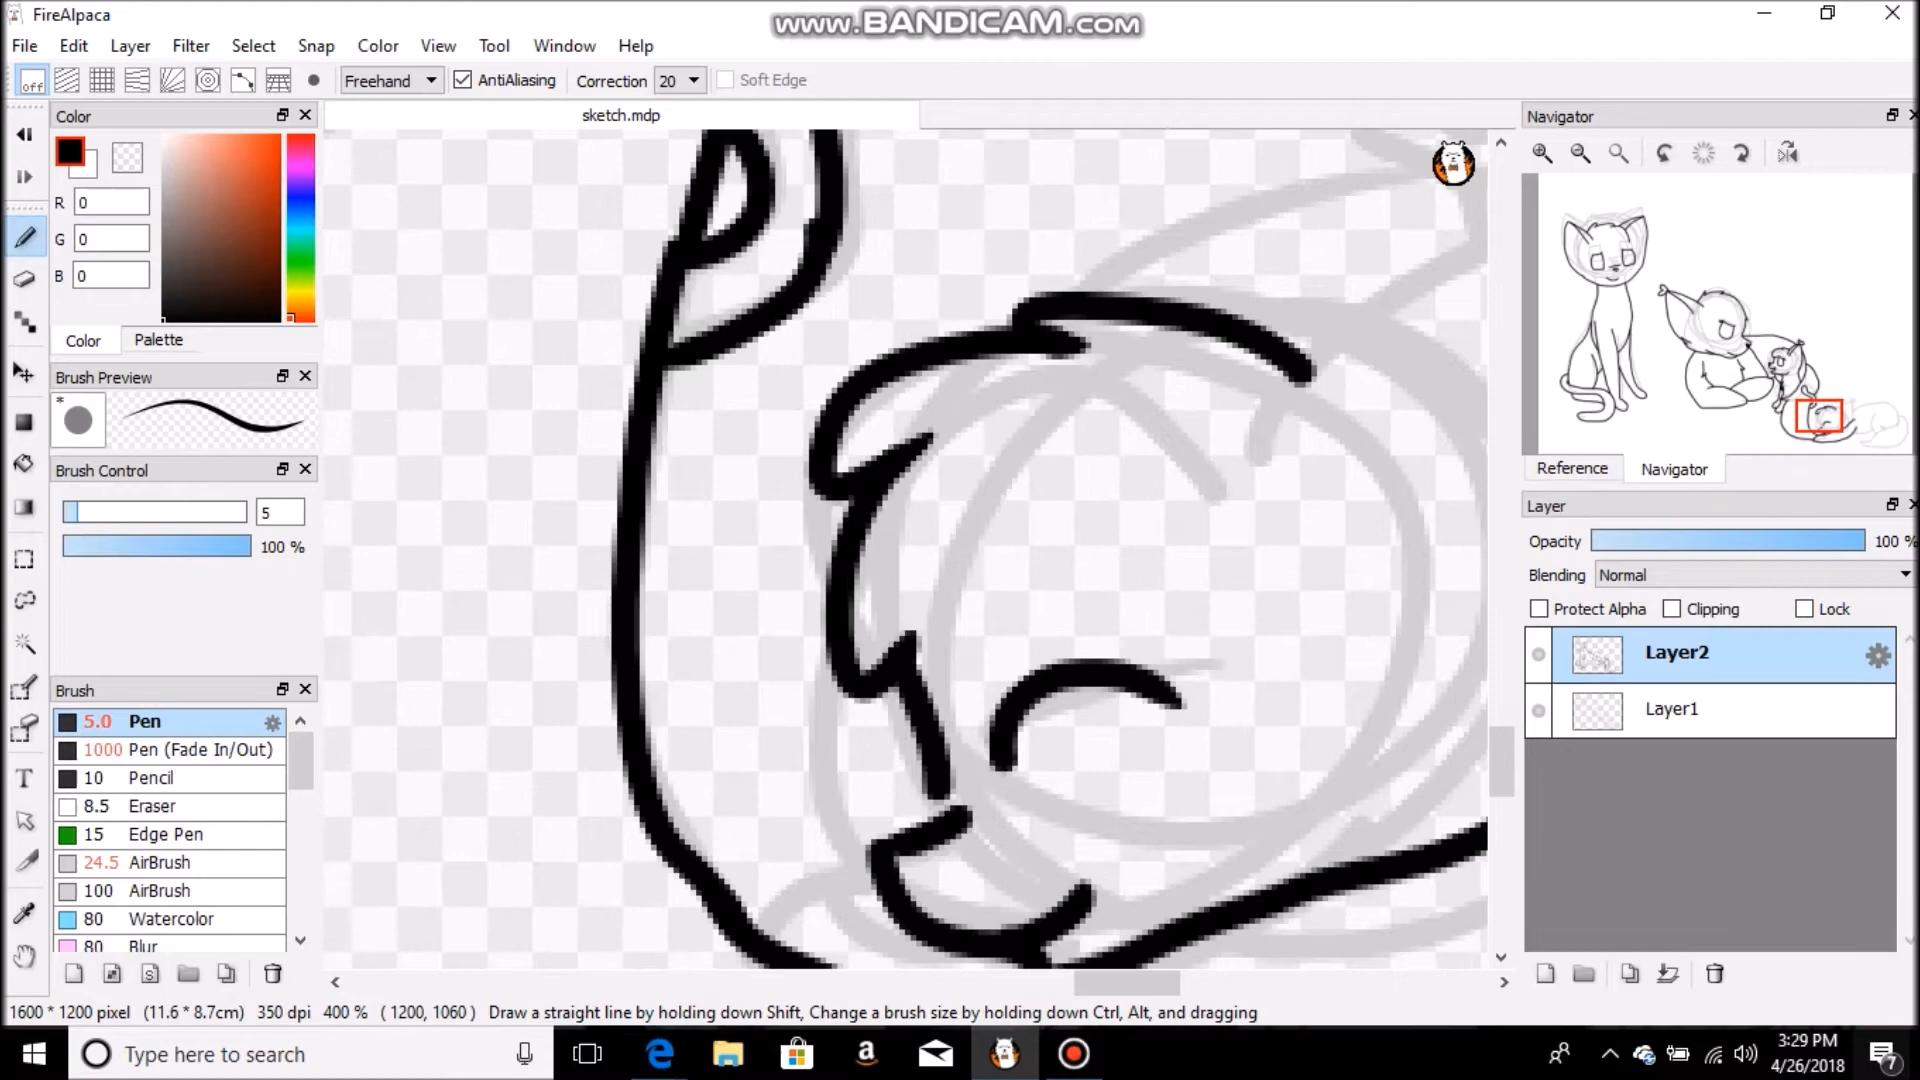 FireAlpaca
www.BANDICAM.com
File Edit Layer Filter Select Snap Color View Tool Window Help
off Freehand AntiAliasing Correction 20 Soft Edge
Color
sketch.mdp
Navigator
R 0
G 0
B 0
Color Palette
Brush Preview
*
Brush Control
Reference Navigator
5
100 %
Layer
Opacity 100 %
Blending Normal
Protect Alpha Clipping Lock
Layer2
Layer1
Brush
5.0 Pen
1000 Pen (Fade In/Out)
10 Pencil
8.5 Eraser
15 Edge Pen
24.5 AirBrush
100 AirBrush
80 Watercolor
80 Blur
1600 * 1200 pixel (11.6 * 8.7cm) 350 dpi 400 % ( 1200, 1060 ) Draw a straight line by holding down Shift, Change a brush size by holding down Ctrl, Alt, and dragging
Type here to search
3:29 PM
4/26/2018
7